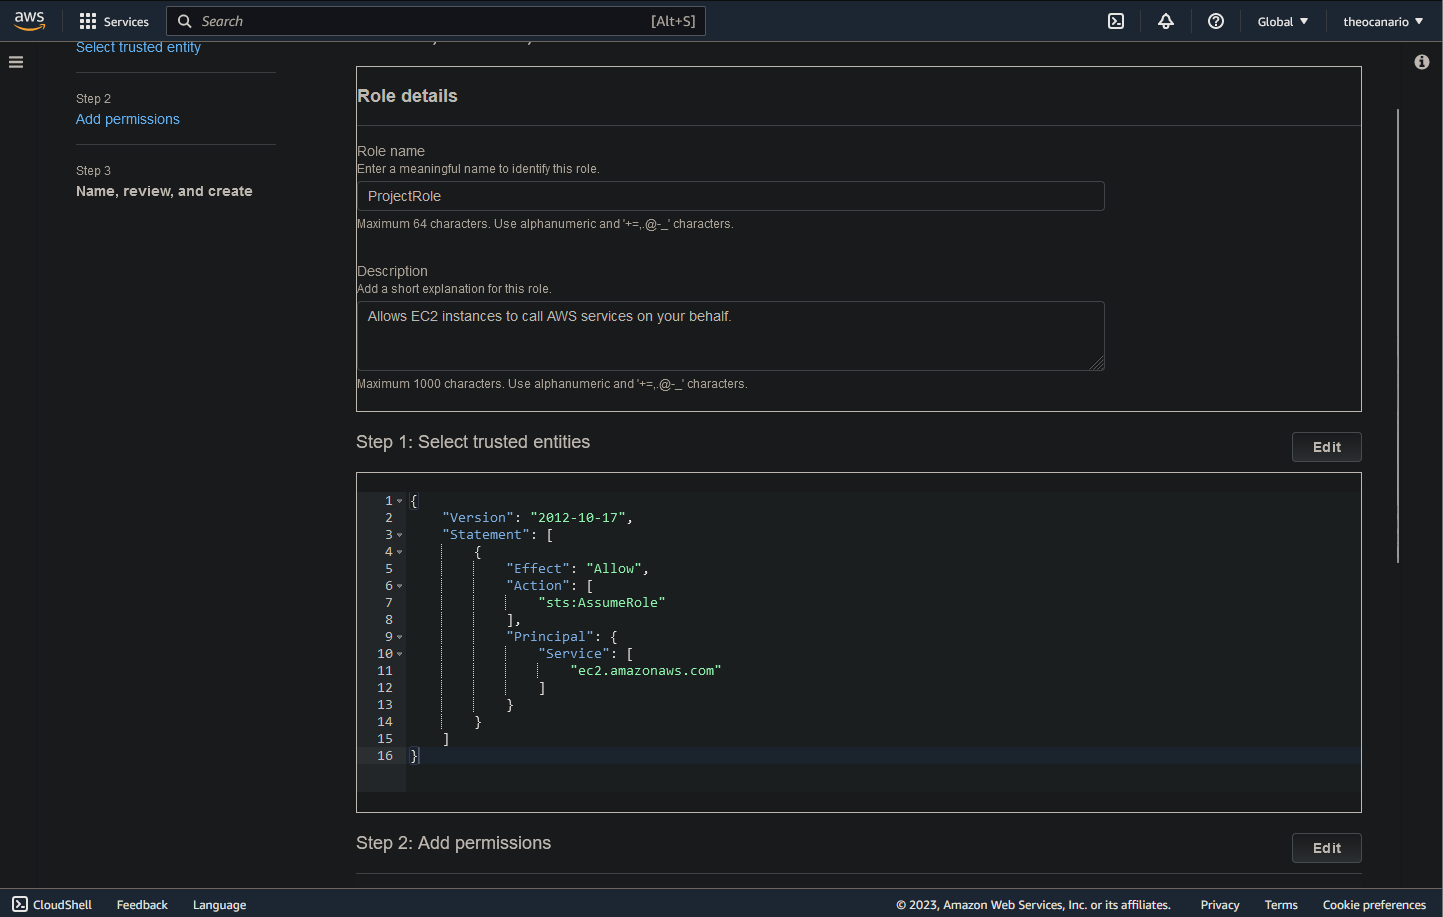 aws
Services
Search
[Alt+S]
Global
theocanario
Select trusted entity
Step 2
Add permissions
Step 3
Name, review, and create
Role details
Role name
Enter a meaningful name to identify this role.
ProjectRole
Maximum 64 characters. Use alphanumeric and '+=,.@-_' characters.
Description
Add a short explanation for this role.
Allows EC2 instances to call AWS services on your behalf.
Maximum 1000 characters. Use alphanumeric and '+=,.@-_' characters.
Step 1: Select trusted entities
Edit
1 {
2 "Version": "2012-10-17",
3 "Statement": [
4 {
5 "Effect": "Allow",
6 "Action": [
7 "sts:AssumeRole"
8 ],
9 "Principal": {
10 "Service": [
11 "ec2.amazonaws.com"
12 ]
13 }
14 }
15 ]
16 }
Step 2: Add permissions
Edit
CloudShell
Feedback
Language
© 2023, Amazon Web Services, Inc. or its affiliates.
Privacy
Terms
Cookie preferences